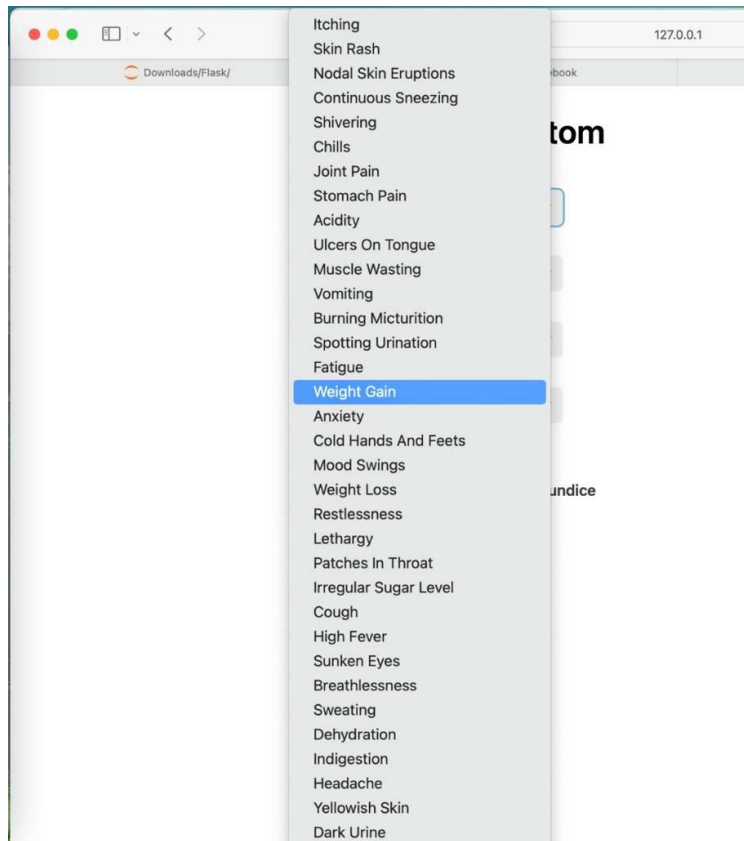 127.0.0.1
Downloads/Flask/
ebook
tom
undice
Itching
Skin Rash
Nodal Skin Eruptions
Continuous Sneezing
Shivering
Chills
Joint Pain
Stomach Pain
Acidity
Ulcers On Tongue
Muscle Wasting
Vomiting
Burning Micturition
Spotting Urination
Fatigue
Weight Gain
Anxiety
Cold Hands And Feets
Mood Swings
Weight Loss
Restlessness
Lethargy
Patches In Throat
Irregular Sugar Level
Cough
High Fever
Sunken Eyes
Breathlessness
Sweating
Dehydration
Indigestion
Headache
Yellowish Skin
Dark Urine